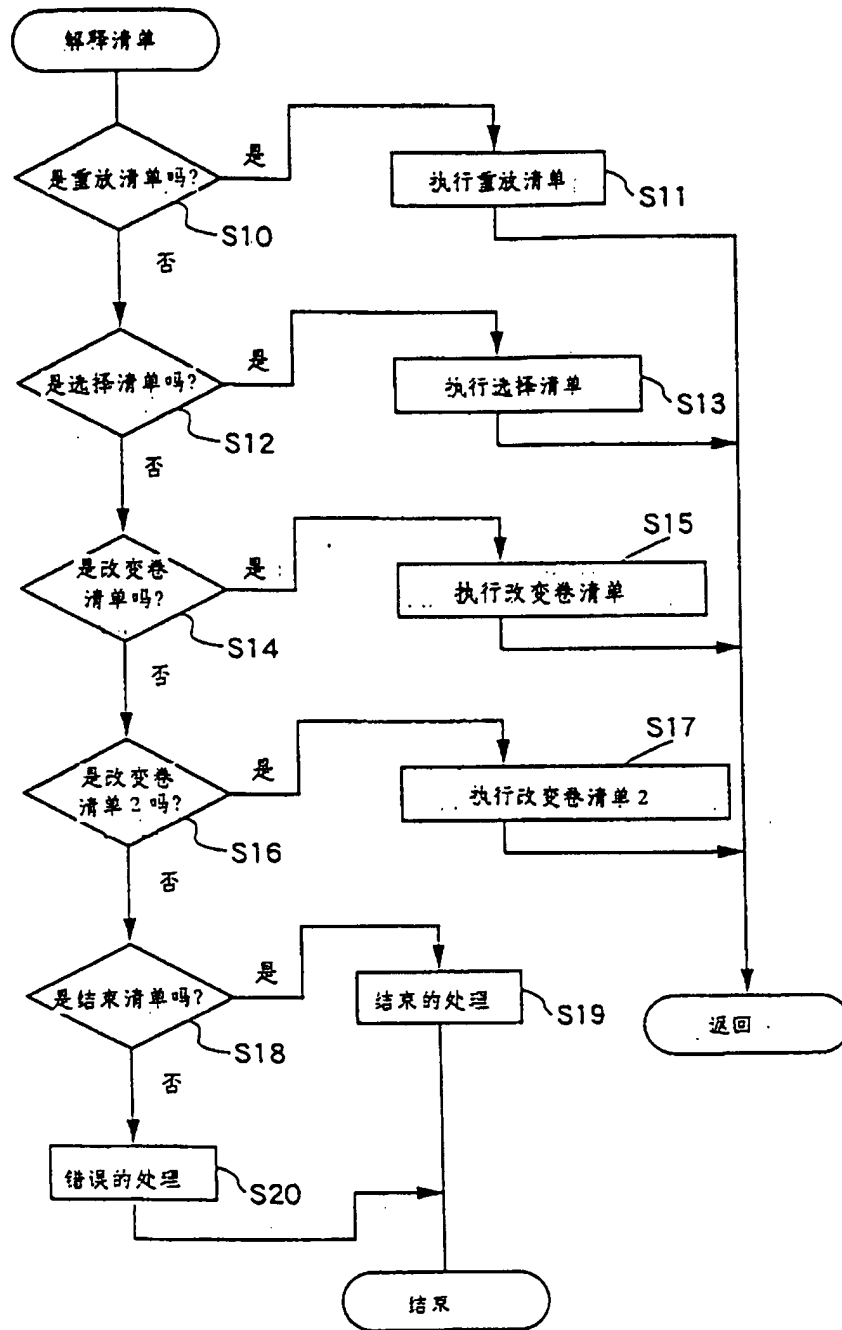 解释清单
是重放清单吗?
是
执行重放清单
S11
S10
否
是选择清单吗?
是
执行选择清单
S13
S12
否
是改变卷
清单吗?
是
S15
执行改变卷清单
S14
否
是改变卷
清单2吗?
是
S17
执行改变卷清单2
S16
否
是结束清单吗?
是
结束的处理
S19
返回
S18
否
错误的处理
S20
结束